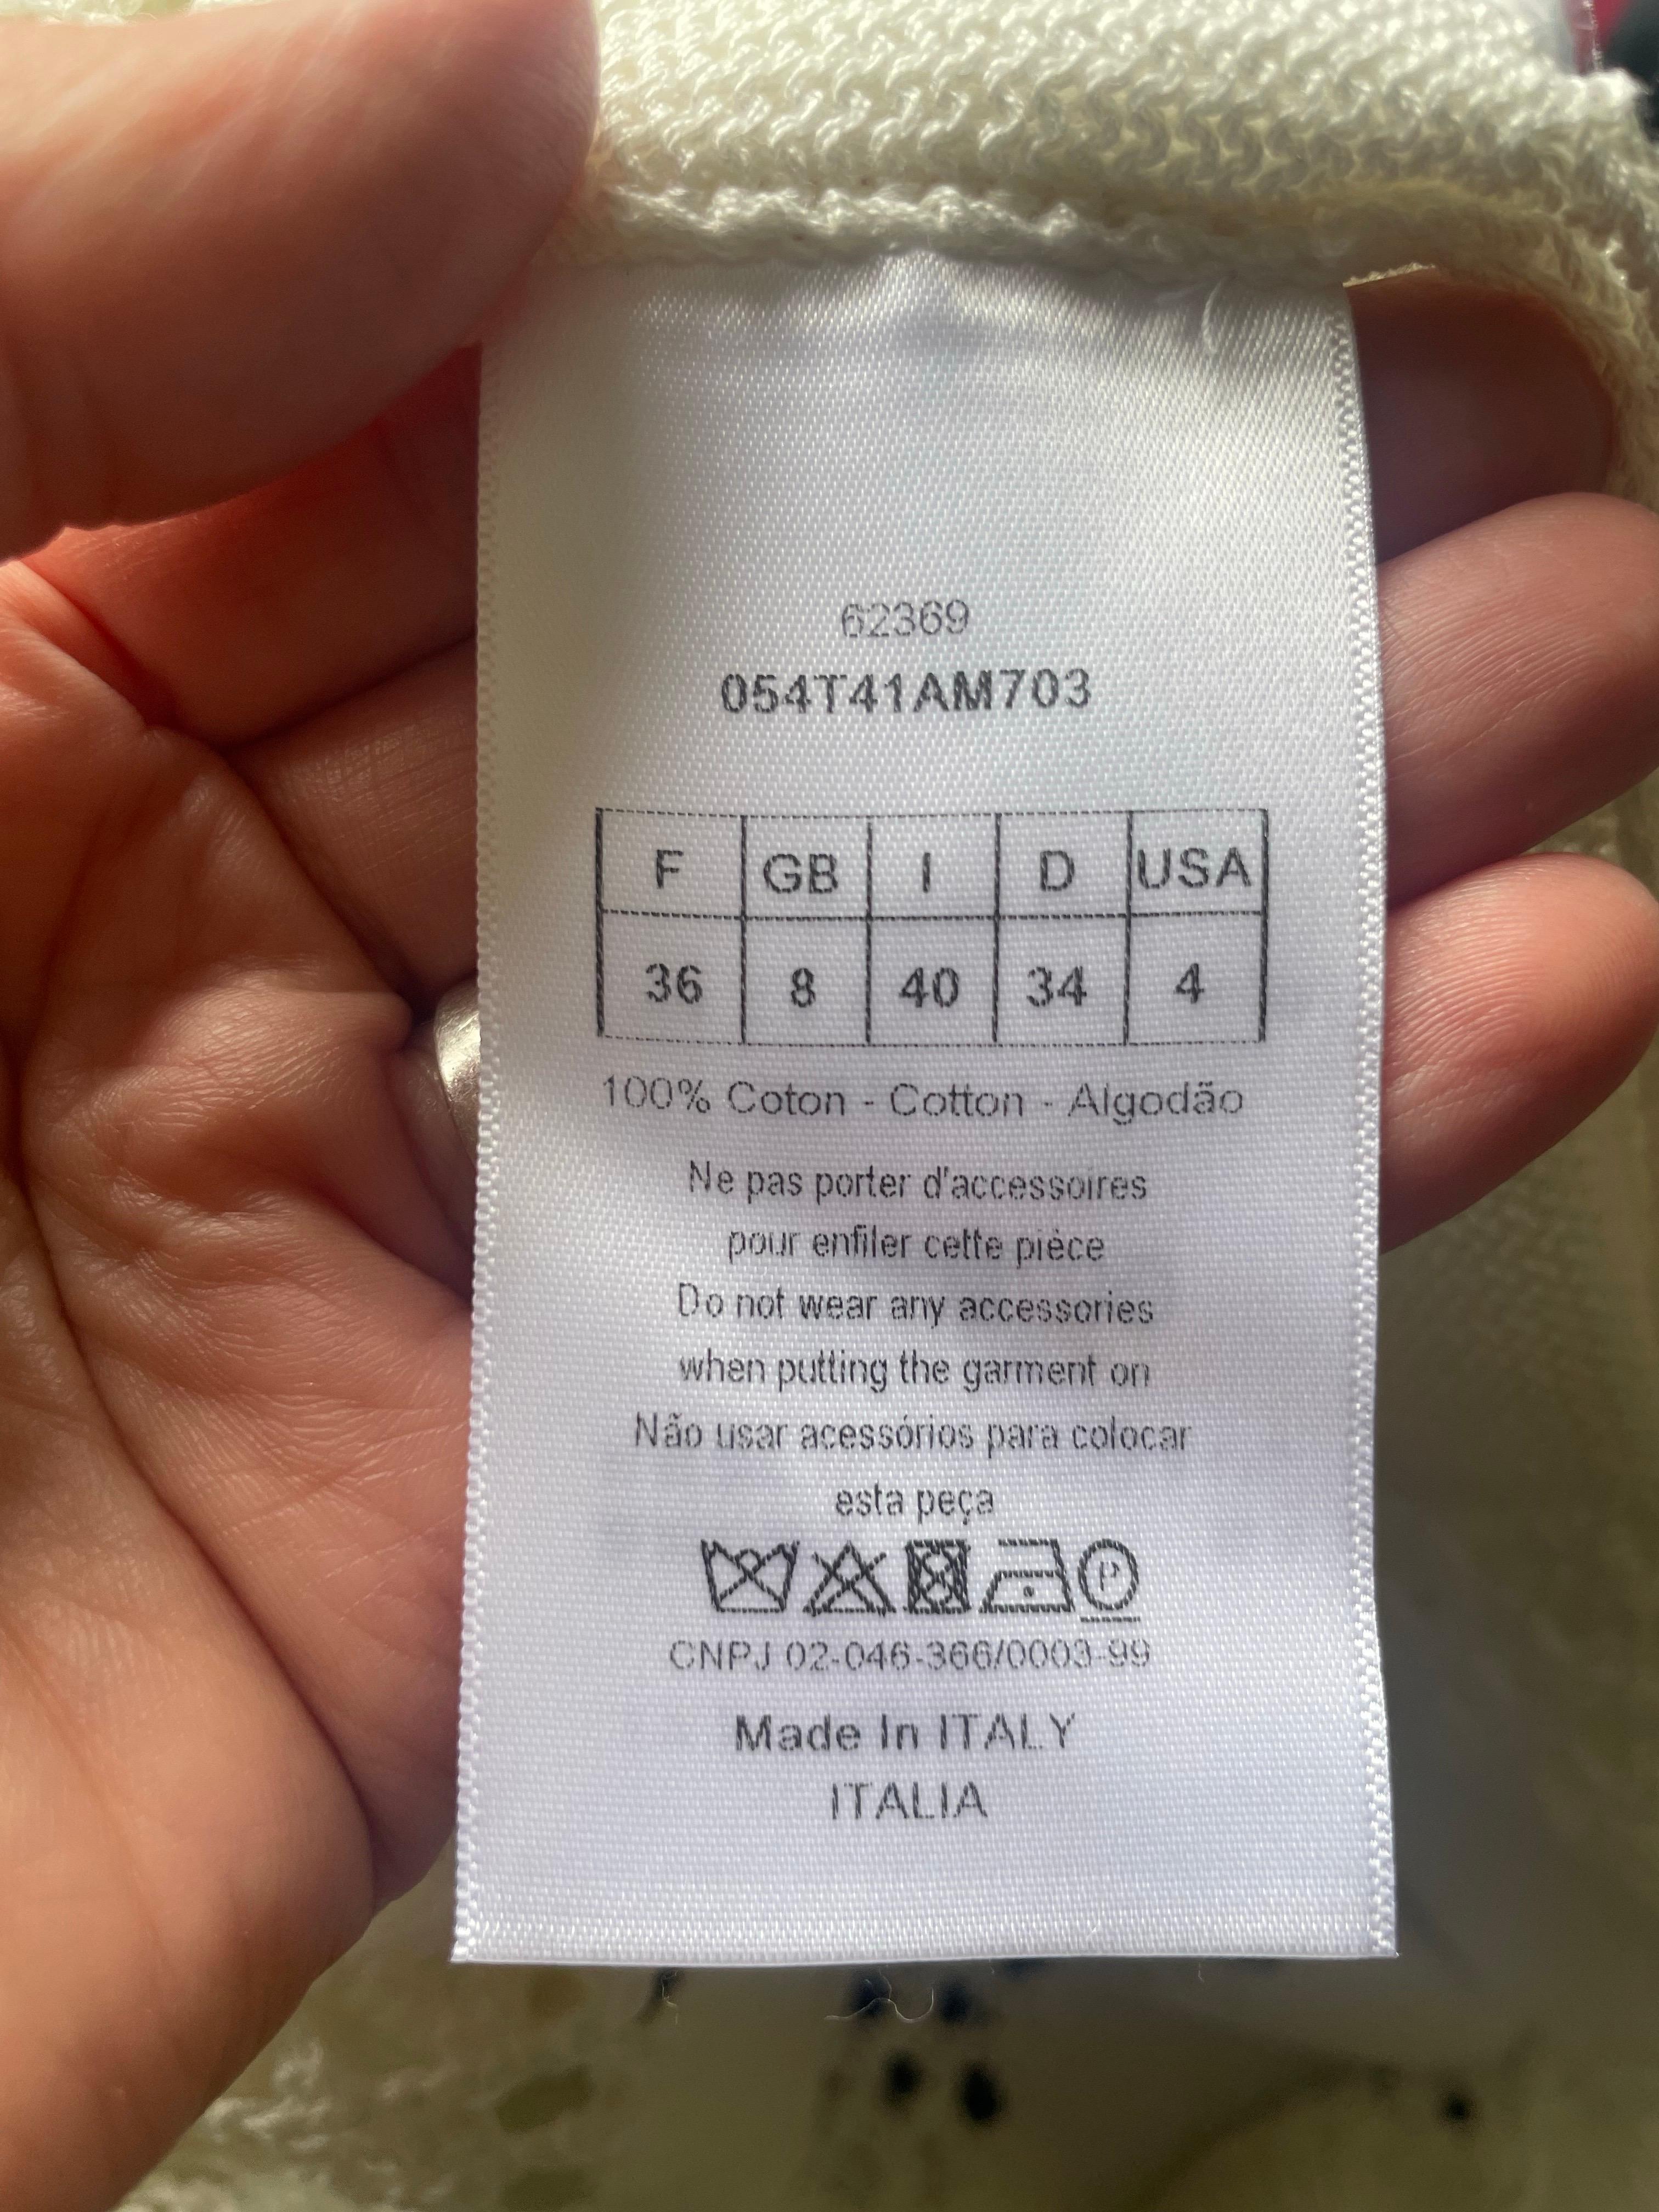 62369
054T41AM703
F GB I D USA
36 8 40 34 4
100% Coton - Cotton - Algodão
Ne pas porter d'accessoires
pour enfiler cette pièce
Do not wear any accessories
when putting the garment on
Não usar acessórios para colocar
esta peça
P
CNPJ 02-046-366/0003-99
Made In ITALY
ITALIA